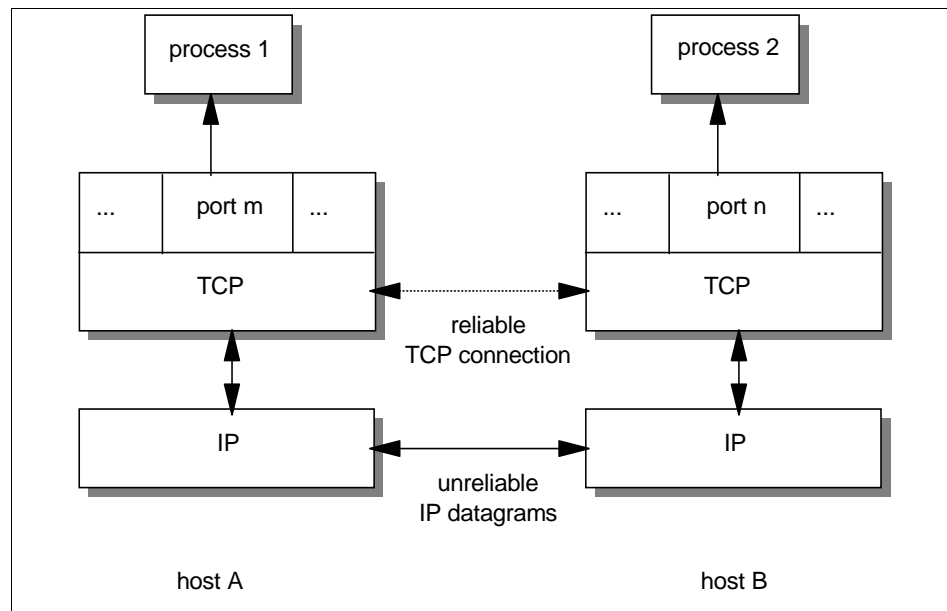 process 1
process 2
... port m ...
... port n ...
TCP
TCP
reliable
TCP connection
IP
IP
unreliable
IP datagrams
host A
host B